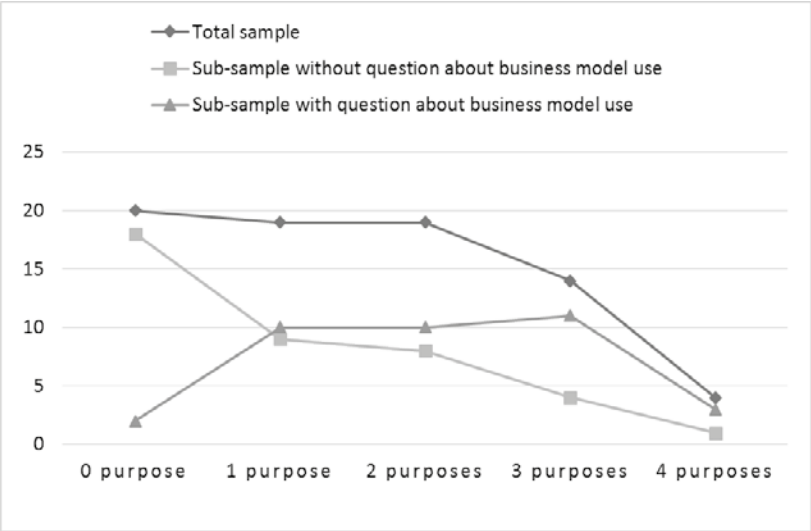 Total sample
Sub-sample without question about business model use
Sub-sample with question about business model use
25
20
15
10
5
0
0 purpose 1 purpose 2 purposes 3 purposes 4 purposes